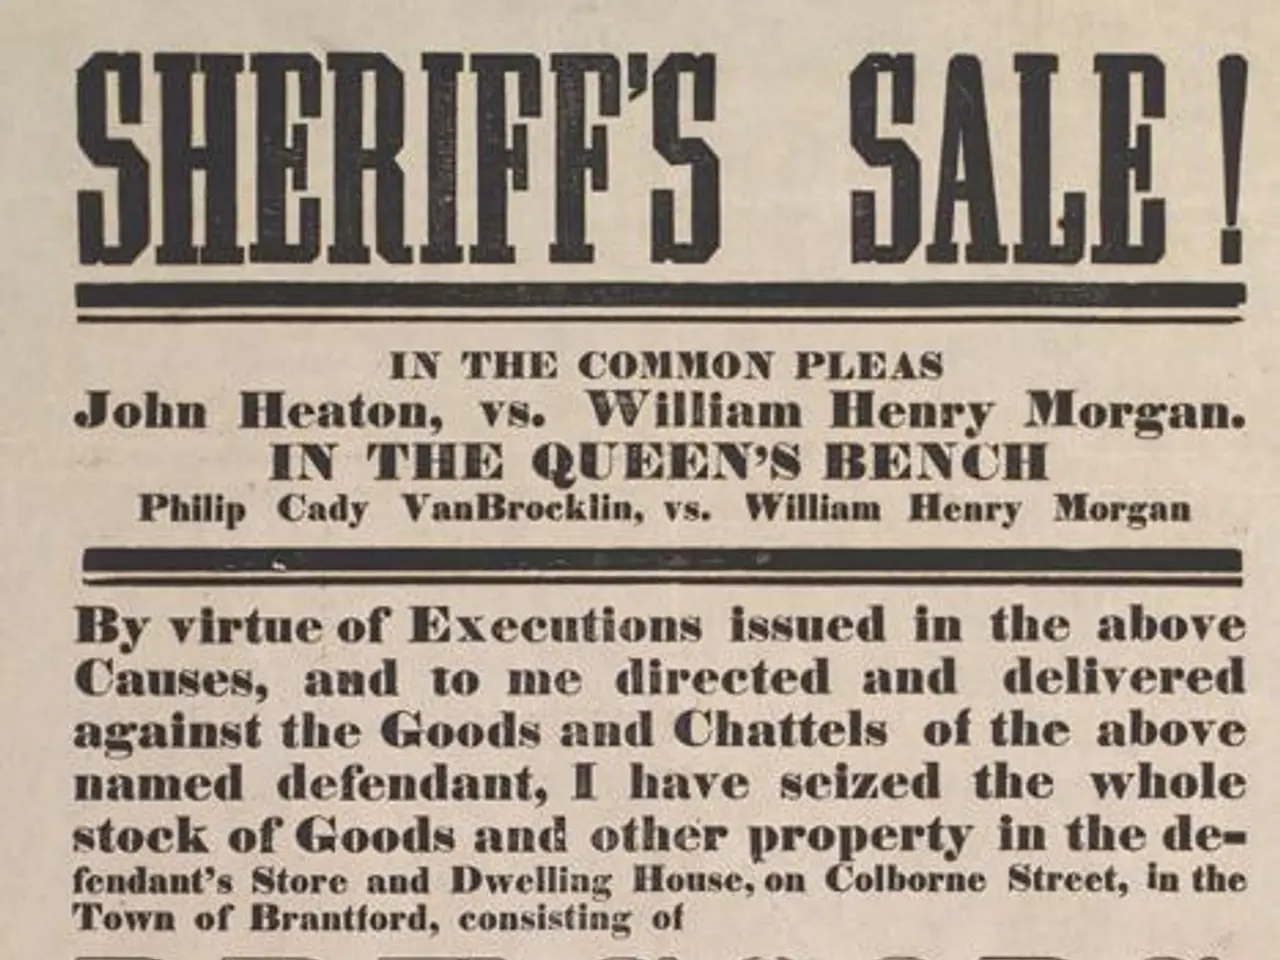 SHERIFF'S SALE!
IN THE COMMON PLEAS
John Heaton, vs. William Henry Morgan.
IN THE QUEEN'S BENCH
Philip Cady VanBrocklin, vs. William Henry Morgan
By virtue of Executions issued in the above
Causes, and to me directed and delivered
against the Goods and Chattels of the above
named defendant, I have seized the whole
stock of Goods and other property in the de-
fendant's Store and Dwelling House, on Colborne Street, in the
Town of Brantford, consisting of